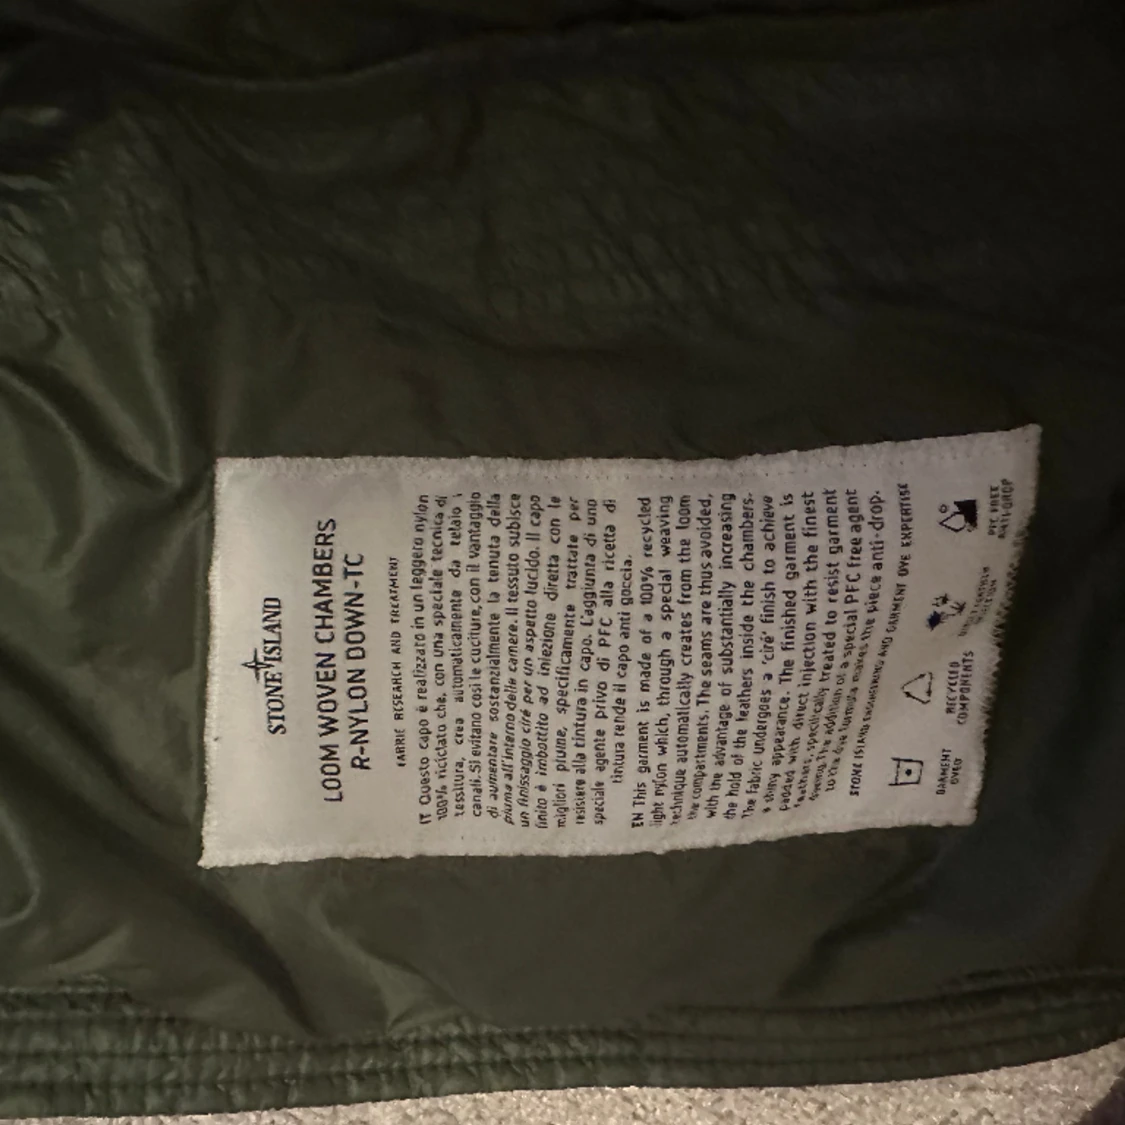 STONE ISLAND
LOOM WOVEN CHAMBERS
R-NYLON DOWN-TC
FABRIC RESEARCH AND TREATMENT
IT Questo capo è realizzato in un leggero nylon
100% riciclato che, con una speciale tecnica di
tessitura, crea automaticamente da telaio i
canali. Si evitano così le cuciture, con il vantaggio
di aumentare sostanzialmente la tenuta della
piuma all'interno delle camere. Il tessuto subisce
un finissaggio ciré per un aspetto lucido. Il capo
finito è imbottito ad iniezione diretta con le
migliori piume, specificamente trattate per
resistere alla tintura in capo. L'aggiunta di uno
speciale agente privo di PFC alla ricetta di
tintura rende il capo anti goccia.
EN This garment is made of a 100% recycled
light nylon which, through a special weaving
technique automatically creates from the loom
the compartments. The seams are thus avoided,
with the advantage of substantially increasing
the hold of the feathers inside the chambers.
The fabric undergoes a 'ciré' finish to achieve
a shiny appearance. The finished garment is
padded with direct injection with the finest
feathers, specifically treated to resist garment
dyeing. The addition of a special PFC free agent
to the dye formula makes the piece anti-drop.
STONE ISLAND ENGINEERING AND GARMENT DYE EXPERTISE
GARMENT
DYED
RECYCLED
COMPONENTS
PFC FREE
ANTI-DROP